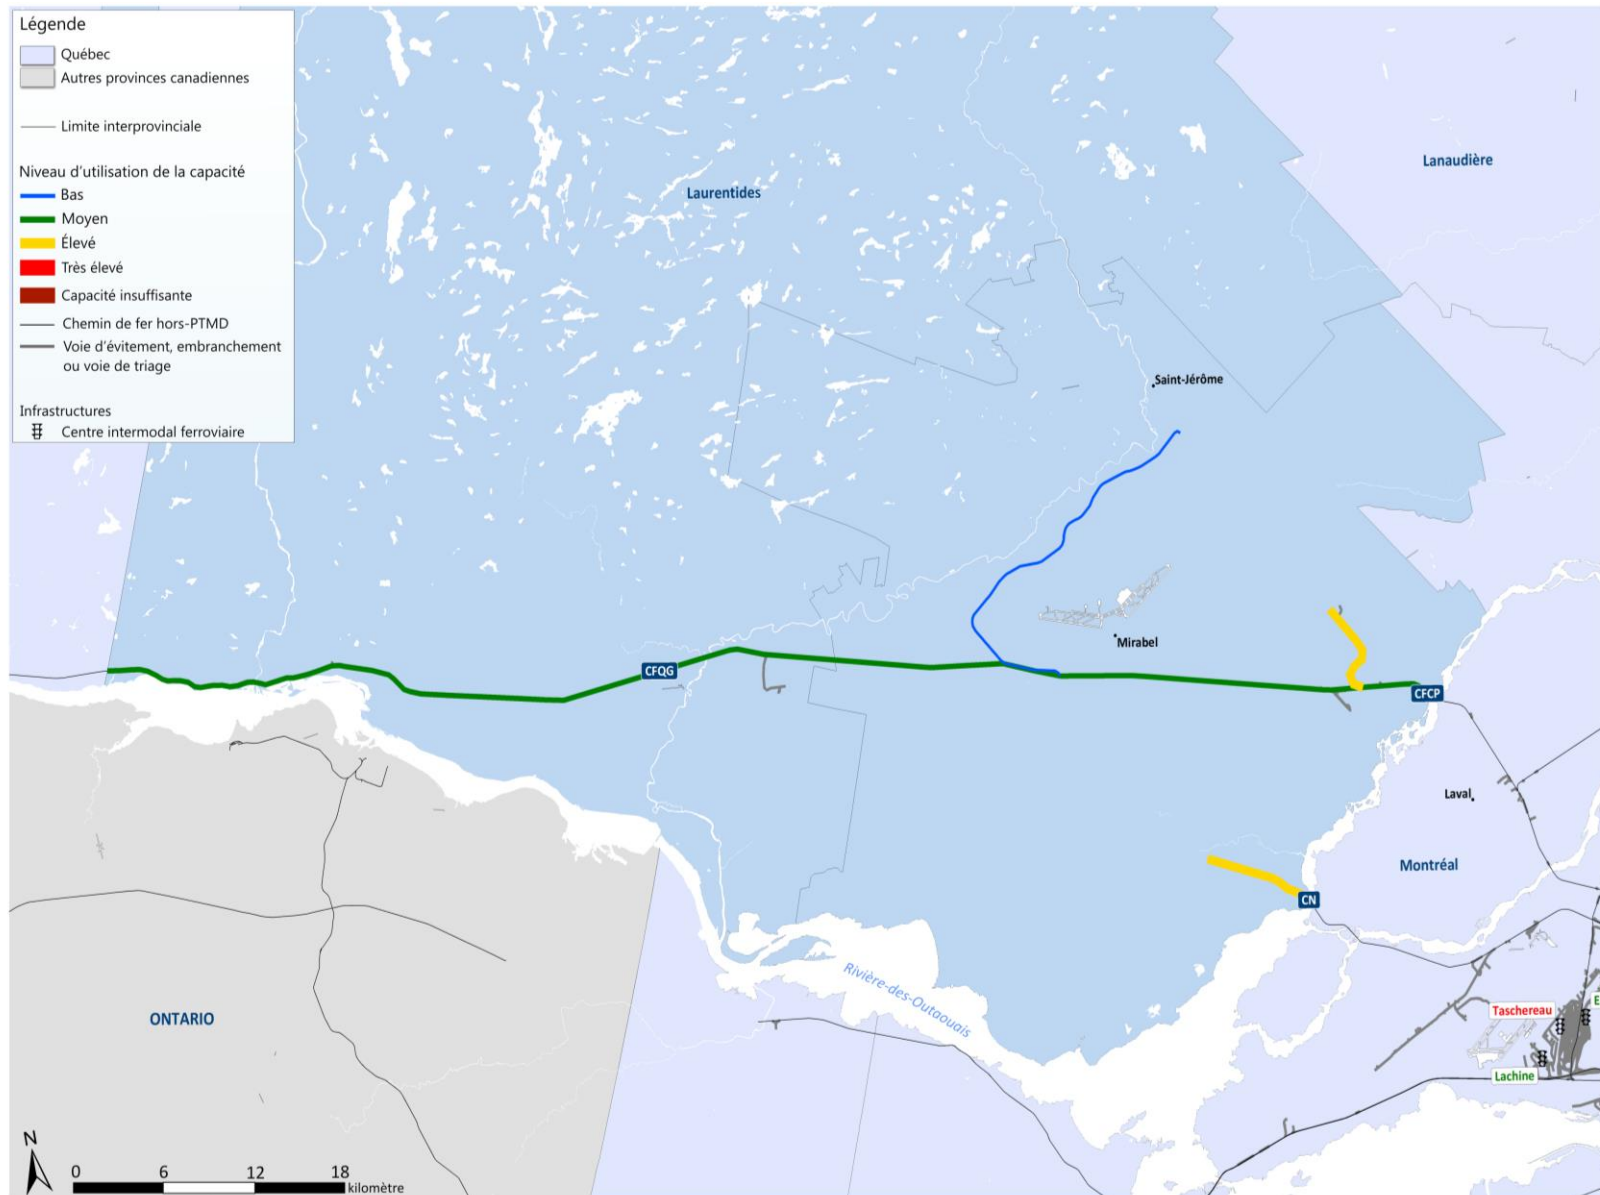 Légende
Québec
Autres provinces canadiennes
Limite interprovinciale
Niveau d'utilisation de la capacité
Bas
Moyen
Élevé
Très élevé
Capacité insuffisante
Chemin de fer hors-PTMD
Voie d'évitement, embranchement
ou voie de triage
Infrastructures
Centre intermodal ferroviaire
Lanaudière
Laurentides
Saint-Jérôme
Mirabel
CFQG
CFCP
Laval
Montréal
CN
Rivière-des-Outaouais
ONTARIO
Taschereau
E
Lachine
N
0 6 12 18
kilomètre